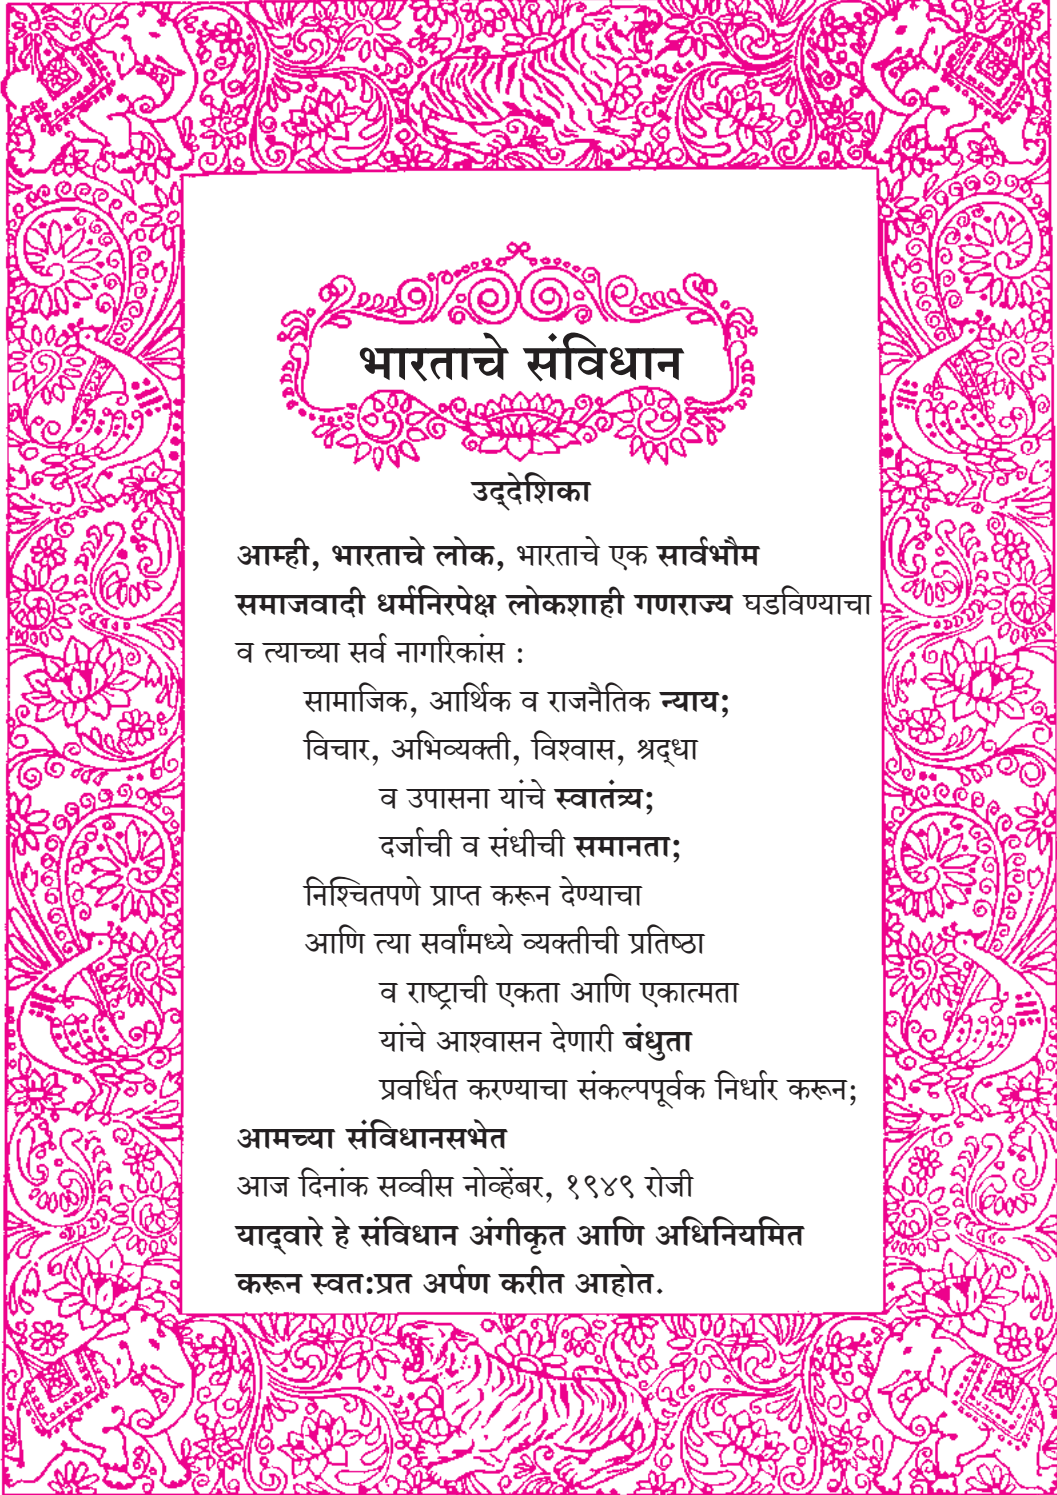 भारताचे संविधान
उद्‌देशिका
आम्ही, भारताचे लोक, भारताचे एक सार्वभौम
समाजवादी धर्मनिरपेक्ष लोकशाही गणराज्य घडविण्याचा
व त्याच्या सर्व नागरिकांस :
सामाजिक, आर्थिक व राजनैतिक न्याय;
विचार, अभिव्यक्ती, विश्वास, श्रद्‌धा
व उपासना यांचे स्वातंत्र्य;
दर्जाची व संधीची समानता;
निश्चितपणे प्राप्त करून देण्याचा
आणि त्या सर्वांमध्ये व्यक्तीची प्रतिष्ठा
व राष्ट्राची एकता आणि एकात्मता
यांचे आश्वासन देणारी बंधुता
प्रवर्धित करण्याचा संकल्पपूर्वक निर्धार करून;
आमच्या संविधानसभेत
आज दिनांक सव्वीस नोव्हेंबर, १९४९ रोजी
याद्‌वारे हे संविधान अंगीकृत आणि अधिनियमित
करून स्वत:प्रत अर्पण करीत आहोत.